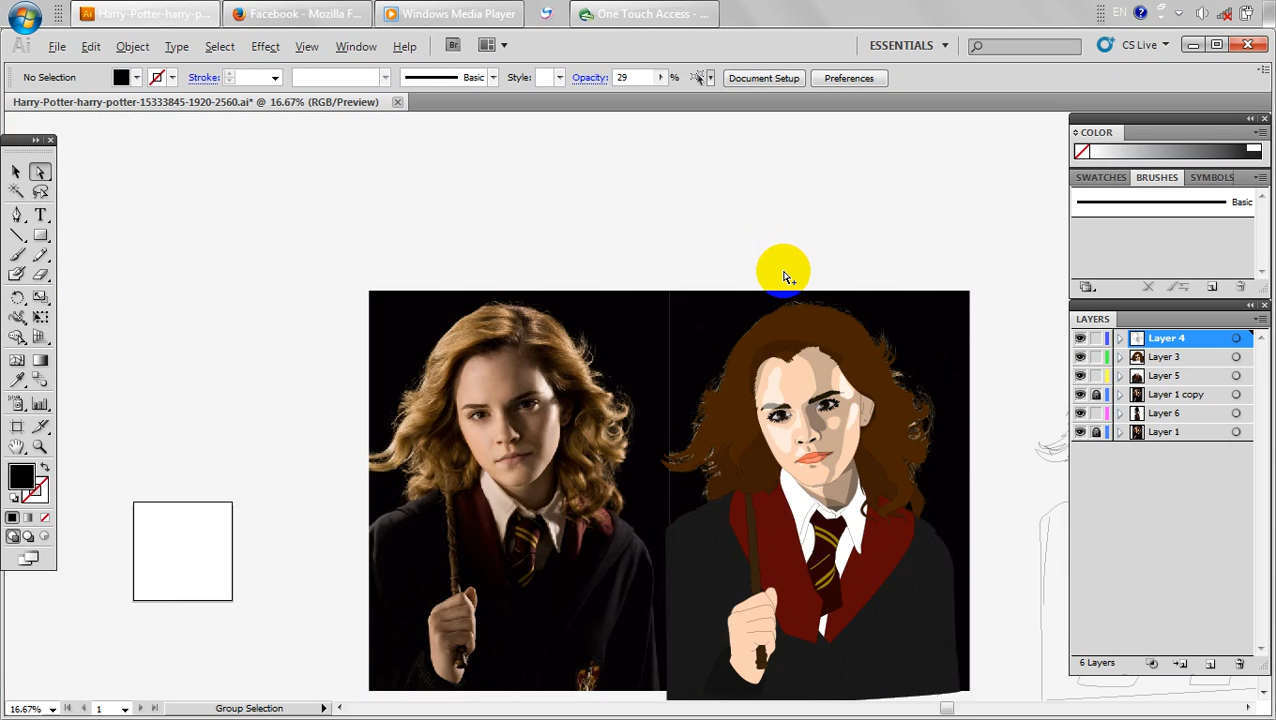 Harry-Potter-harry-p...
Facebook - Mozilla F...
Windows Media Player
One Touch Access - ...
EN
Ai
File Edit Object Type Select Effect View Window Help
Br
ESSENTIALS
CS Live
No Selection
Stroke:
Basic
Style:
Opacity: 29 %
Document Setup
Preferences
Harry-Potter-harry-potter-15333845-1920-2560.ai* @ 16.67% (RGB/Preview)
COLOR
SWATCHES BRUSHES SYMBOLS
Basic
LAYERS
Layer 4
Layer 3
Layer 5
Layer 1 copy
Layer 6
Layer 1
6 Layers
16.67%
1
Group Selection